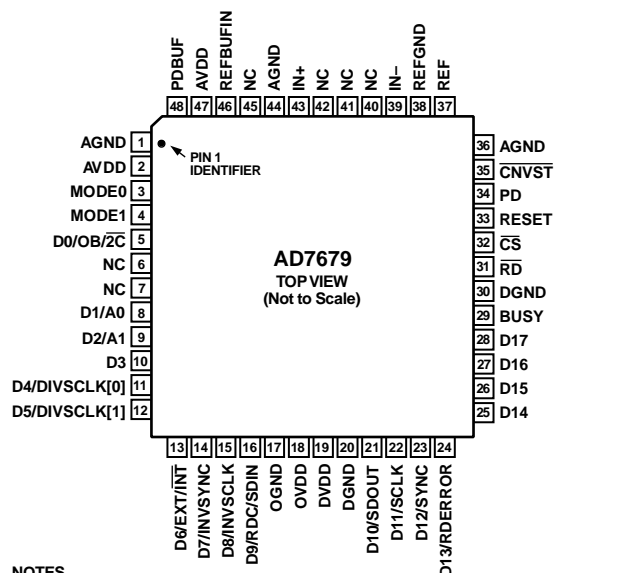 PDBUF
AVDD
REFBUFIN
NC
AGND
IN+
NC
NC
NC
IN–
REFGND
REF
48 47 46 45 44 43 42 41 40 39 38 37
AGND 1
AVDD 2
MODE0 3
MODE1 4
D0/OB/2̅C̅ 5
NC 6
NC 7
D1/A0 8
D2/A1 9
D3 10
D4/DIVSCLK[0] 11
D5/DIVSCLK[1] 12
PIN 1
IDENTIFIER
AD7679
TOP VIEW
(Not to Scale)
36 AGND
35 C̅N̅V̅S̅T̅
34 PD
33 RESET
32 C̅S̅
31 R̅D̅
30 DGND
29 BUSY
28 D17
27 D16
26 D15
25 D14
13 14 15 16 17 18 19 20 21 22 23 24
D6/EXT/I̅N̅T̅
D7/INVSYNC
D8/INVSCLK
D9/RDC/SDIN
OGND
OVDD
DVDD
DGND
D10/SDOUT
D11/SCLK
D12/SYNC
D13/RDERROR
NOTES